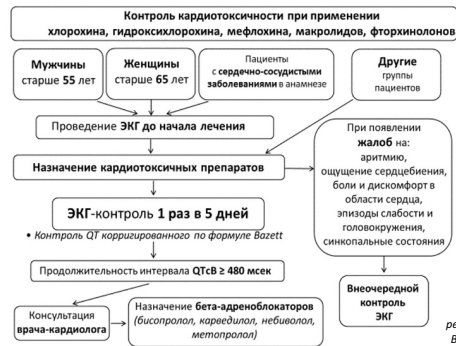 Контроль кардиотоксичности при применении
хлорохина, гидроксихлорохина, мефлохина, макролидов, фторхинолонов
Мужчины
старше 55 лет
Женщины
старше 65 лет
Пациенты
с сердечно-сосудистыми
заболеваниями в анамнезе
Другие
группы
пациентов
Проведение ЭКГ до начала лечения
Назначение кардиотоксичных препаратов
ЭКГ-контроль 1 раз в 5 дней
• Контроль QT корригированного по формуле Bazett
Продолжительность интервала QTcB ≥ 480 мсек
Консультация
врача-кардиолога
Назначение бета-адреноблокаторов
(бисопролол, карведилол, небиволол,
метопролол)
При появлении
жалоб на:
аритмию,
ощущение сердцебиения,
боли и дискомфорт в
области сердца,
эпизоды слабости и
головокружения,
синкопальные состояния
Внеочередной
контроль
ЭКГ